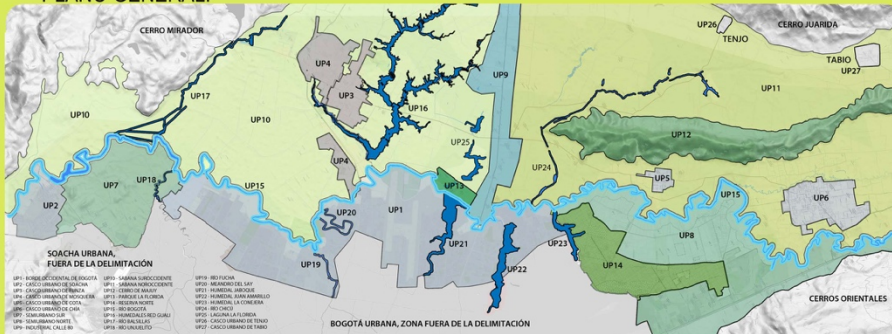 PLANO GENERAL.
CERRO MIRADOR
CERRO JUARIDA
UP26
TENJO
TABIO
UP27
UP4
UP9
UP17
UP3
UP16
UP11
UP10
UP10
UP25
UP12
UP4
UP24
UP18
UP5
UP7
UP15
UP13
UP15
UP6
UP2
UP20
UP1
UP21
UP23
UP8
UP19
UP22
UP14
SOACHA URBANA,
FUERA DE LA DELIMITACIÓN
CERROS ORIENTALES
BOGOTÁ URBANA, ZONA FUERA DE LA DELIMITACIÓN
UP1 - BORDE OCCIDENTAL DE BOGOTÁ
UP2 - CASCO URBANO DE SOACHA
UP3 - CASCO URBANO DE FUNZA
UP4 - CASCO URBANO DE MOSQUERA
UP5 - CASCO URBANO DE COTA
UP6 - CASCO URBANO DE CHIA
UP7 - SEMIURBANO SUR
UP8 - SEMIURBANO NORTE
UP9 - INDUSTRIAL CALLE 80
UP10 - SABANA SUROCCIDENTE
UP11 - SABANA NOROCCIDENTE
UP12 - CERRO DE MAJUY
UP13 - PARQUE LA FLORIDA
UP14 - RESERVA NORTE
UP15 - RÍO BOGOTÁ
UP16 - HUMEDALES RED GUALI
UP17 - RÍO BALSILLAS
UP18 - RÍO TUNJUELITO
UP19 - RÍO FUCHA
UP20 - MEANDRO DEL SAY
UP21 - HUMEDAL JABOQUE
UP22 - HUMEDAL JUAN AMARILLO
UP23 - HUMEDAL LA CONEJERA
UP24 - RÍO CHICÚ
UP25 - LAGUNA LA FLORIDA
UP26 - CASCO URBANO DE TENJO
UP27 - CASCO URBANO DE TABIO